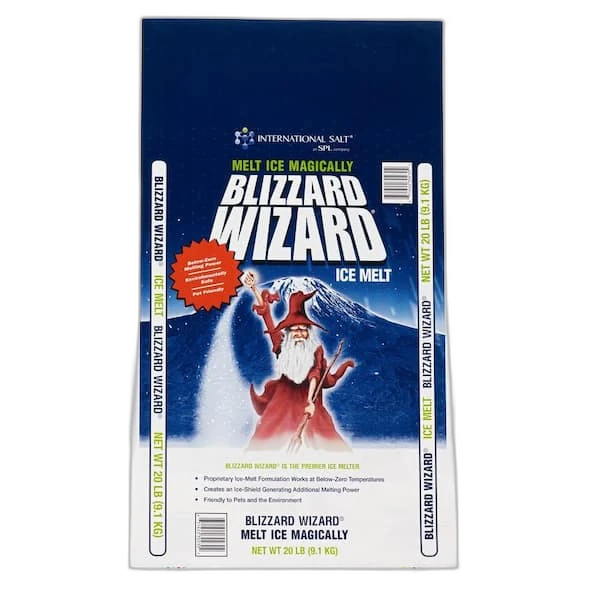 INTERNATIONAL SALT®
an SPL company
MELT ICE MAGICALLY
BLIZZARD
WIZARD®
ICE MELT
Below-Zero
Melting Power
Environmentally
Safe
Pet Friendly
BLIZZARD WIZARD® ICE MELT BLIZZARD WIZARD® NET WT 20 LB (9.1 KG)
NET WT 20 LB (9.1 KG) BLIZZARD WIZARD® ICE MELT BLIZZARD WIZARD®
BLIZZARD WIZARD® IS THE PREMIER ICE MELTER
• Proprietary Ice-Melt Formulation Works at Below-Zero Temperatures
• Creates an Ice-Shield Generating Additional Melting Power
• Friendly to Pets and the Environment
BLIZZARD WIZARD®
MELT ICE MAGICALLY
NET WT 20 LB (9.1 KG)